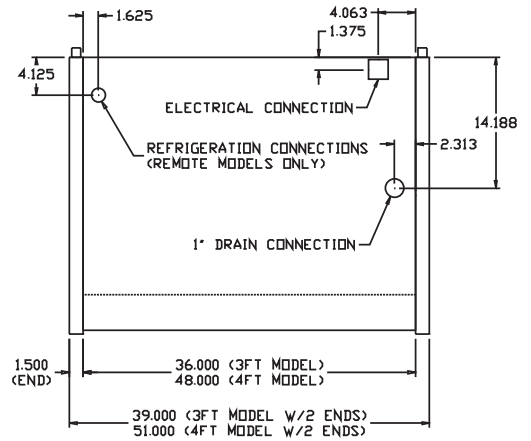 1.625
4.063
1.375
4.125
ELECTRICAL CONNECTION
14.188
REFRIGERATION CONNECTIONS
(REMOTE MODELS ONLY)
2.313
1" DRAIN CONNECTION
1.500
(END)
36.000 (3FT MODEL)
48.000 (4FT MODEL)
39.000 (3FT MODEL W/2 ENDS)
51.000 (4FT MODEL W/2 ENDS)